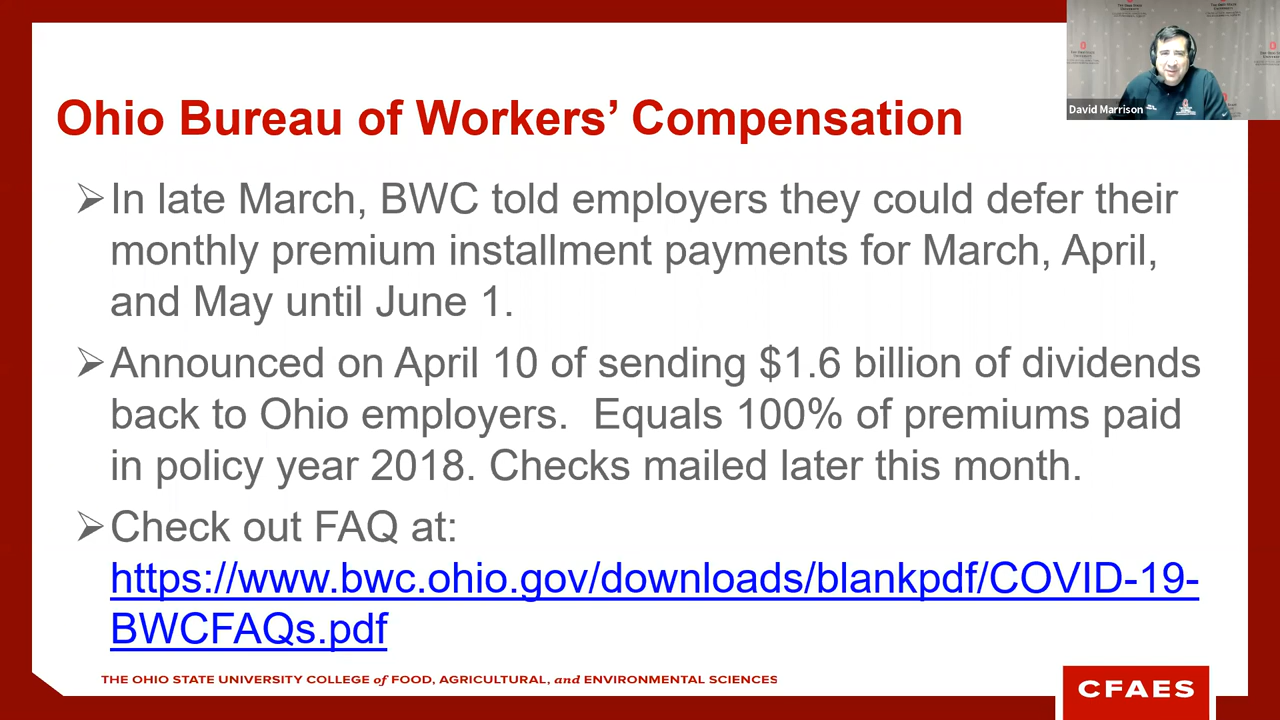 Ohio Bureau of Workers’ Compensation
➢In late March, BWC told employers they could defer their
monthly premium installment payments for March, April,
and May until June 1.
➢Announced on April 10 of sending $1.6 billion of dividends
back to Ohio employers.  Equals 100% of premiums paid
in policy year 2018. Checks mailed later this month.
➢Check out FAQ at:
https://www.bwc.ohio.gov/downloads/blankpdf/COVID-19-
BWCFAQs.pdf
THE OHIO STATE UNIVERSITY COLLEGE of FOOD, AGRICULTURAL, and ENVIRONMENTAL SCIENCES
CFAES
David Marrison